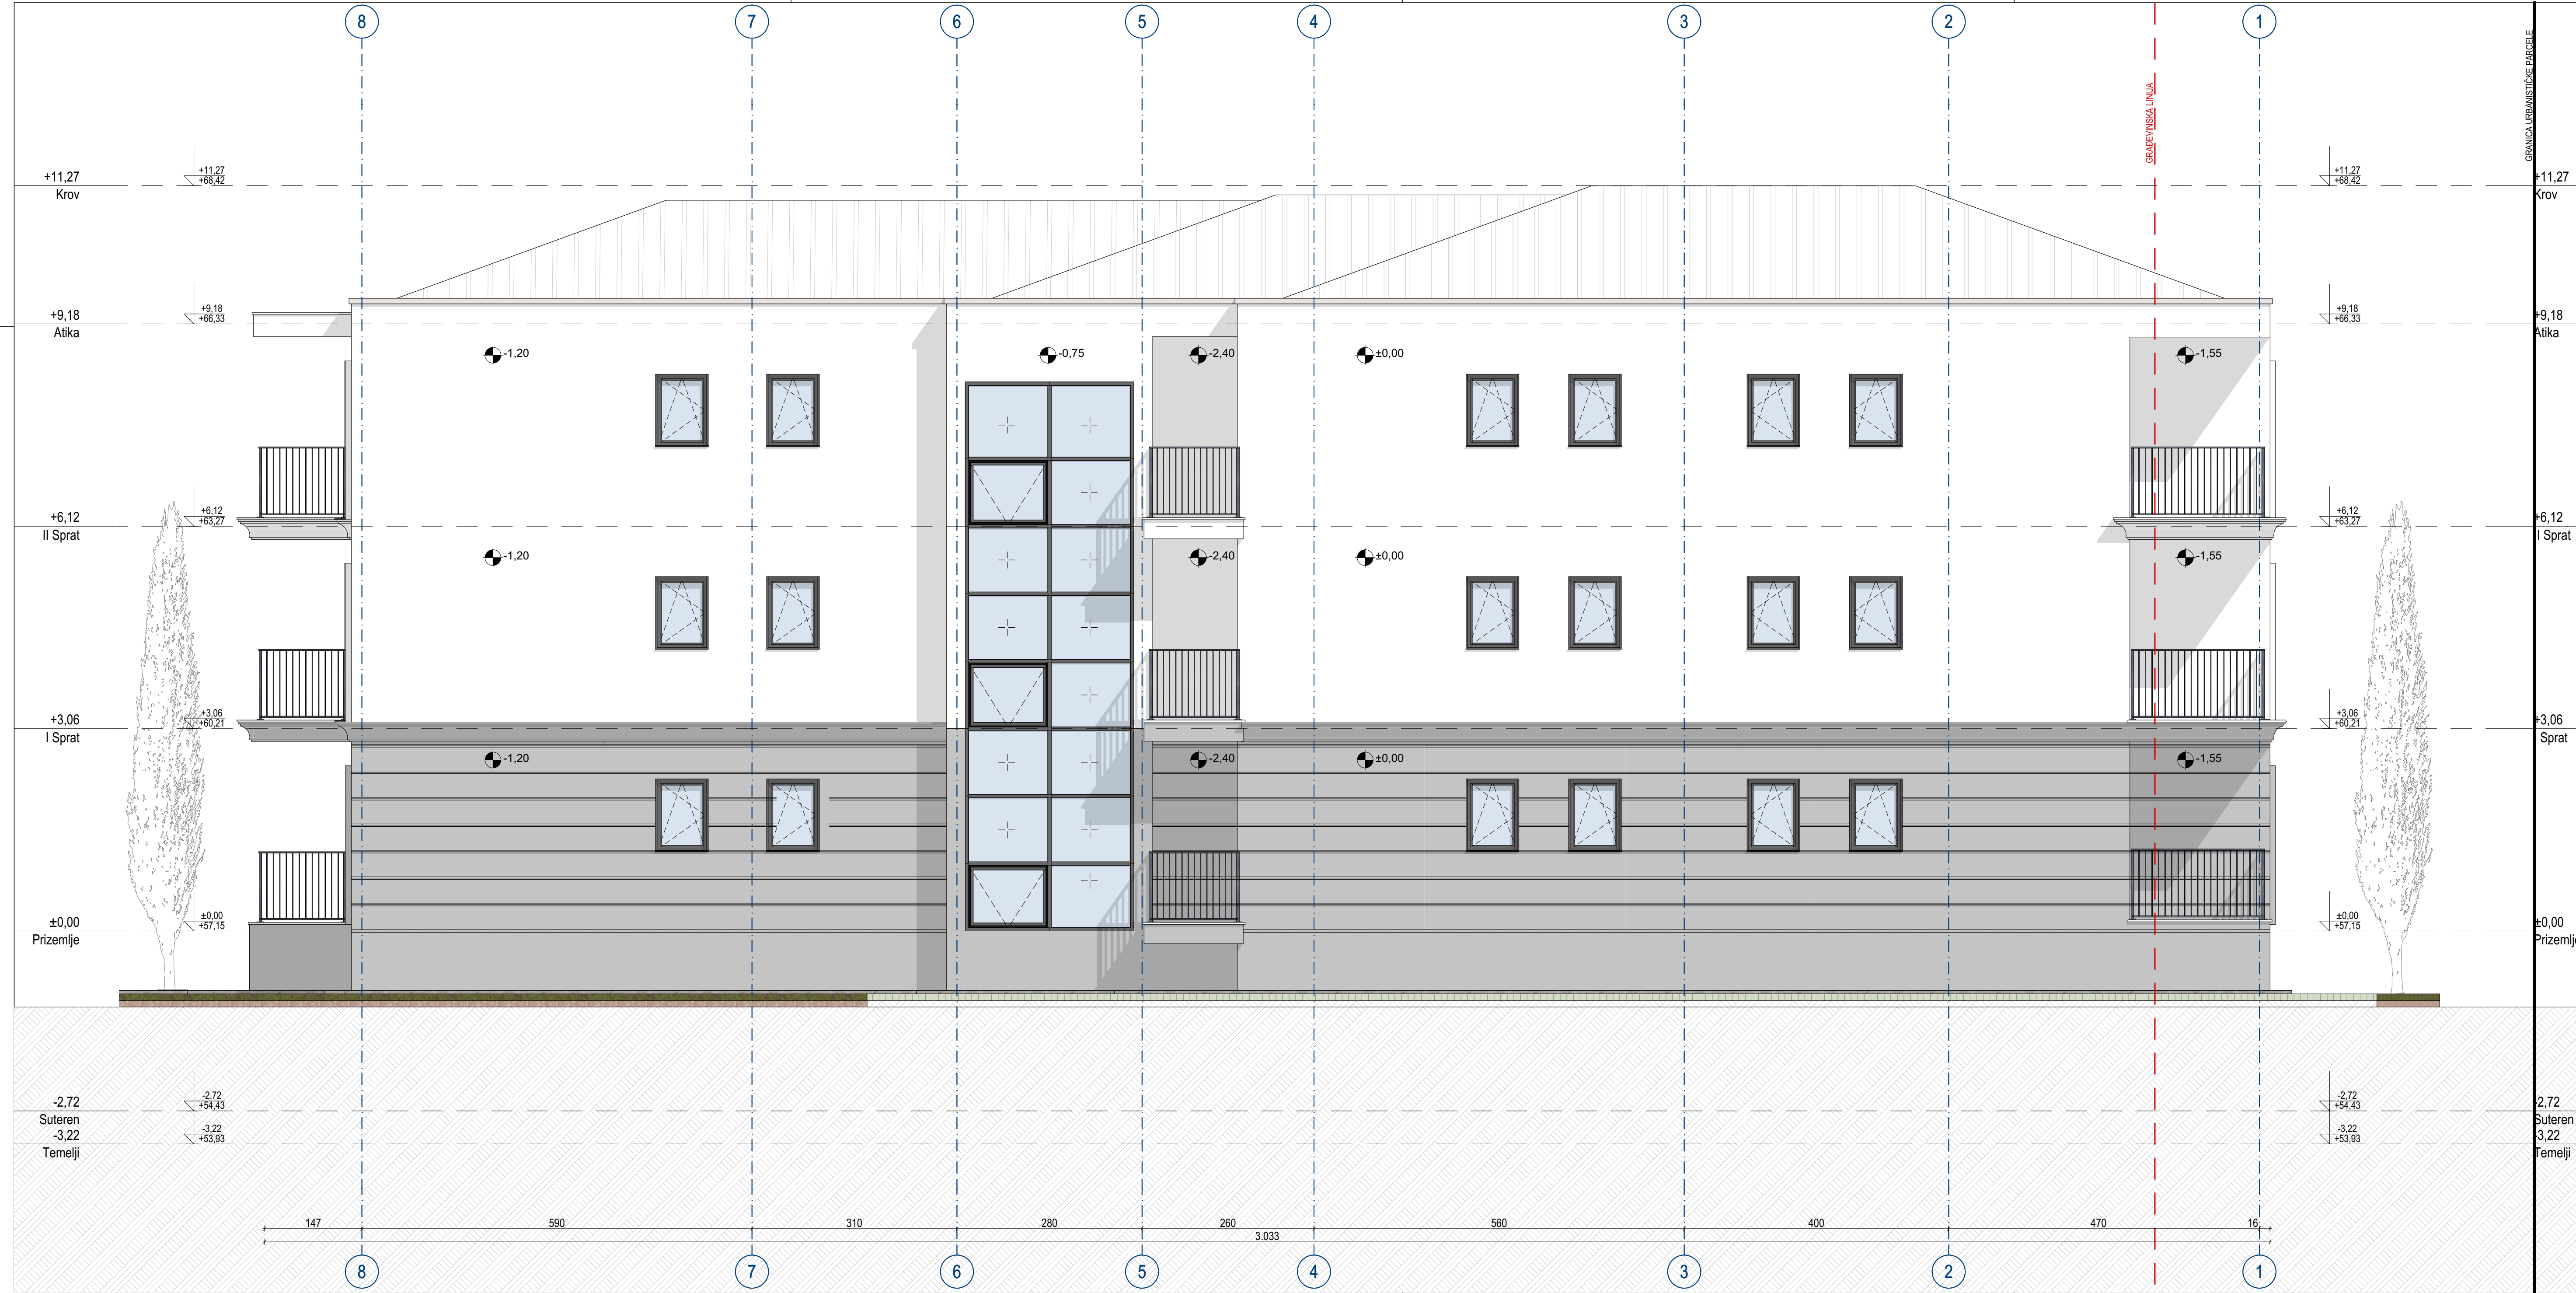 8 7 6 5 4 3 2 1
GRAĐEVINSKA LINIJA
GRANICA URBANISTIČKE PARCELE
+11,27
Krov
+11,27
+68,42
+11,27
+68,42
+11,27
Krov
+9,18
Atika
+9,18
+66,33
+9,18
+66,33
+9,18
Atika
-1,20 -0,75 -2,40 ±0,00 -1,55
+6,12
II Sprat
+6,12
+63,27
+6,12
+63,27
+6,12
I Sprat
-1,20 -2,40 ±0,00 -1,55
+3,06
I Sprat
+3,06
+60,21
+3,06
+60,21
+3,06
Sprat
-1,20 -2,40 ±0,00 -1,55
±0,00
Prizemlje
±0,00
+57,15
±0,00
+57,15
±0,00
Prizemlje
-2,72
Suteren
-2,72
+54,43
-2,72
+54,43
2,72
Suteren
-3,22
Temelji
-3,22
+53,93
-3,22
+53,93
3,22
Temelji
147 590 310 280 260 560 400 470 16
3.033
8 7 6 5 4 3 2 1